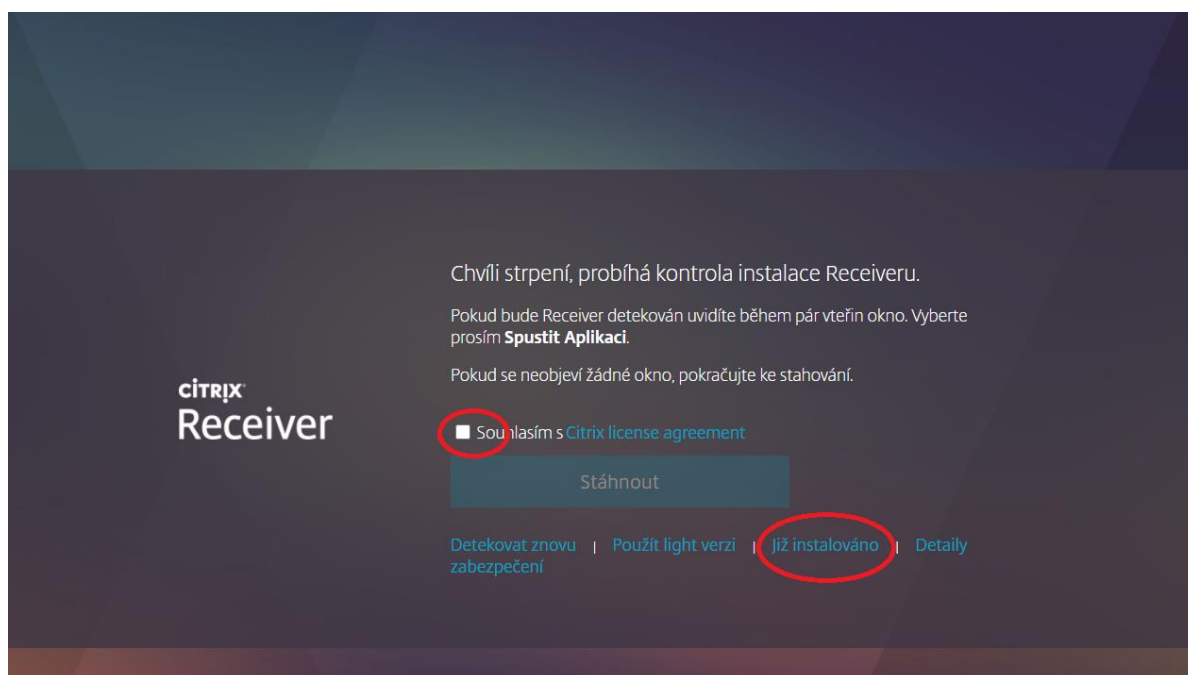 Chvíli strpení, probíhá kontrola instalace Receiveru.
Pokud bude Receiver detekován uvidíte během pár vteřin okno. Vyberte
prosím Spustit Aplikaci.
Pokud se neobjeví žádné okno, pokračujte ke stahování.
citrix
Receiver
Souhlasím s Citrix license agreement
Stáhnout
Detekovat znovu | Použít light verzi | Již instalováno | Detaily
zabezpečení